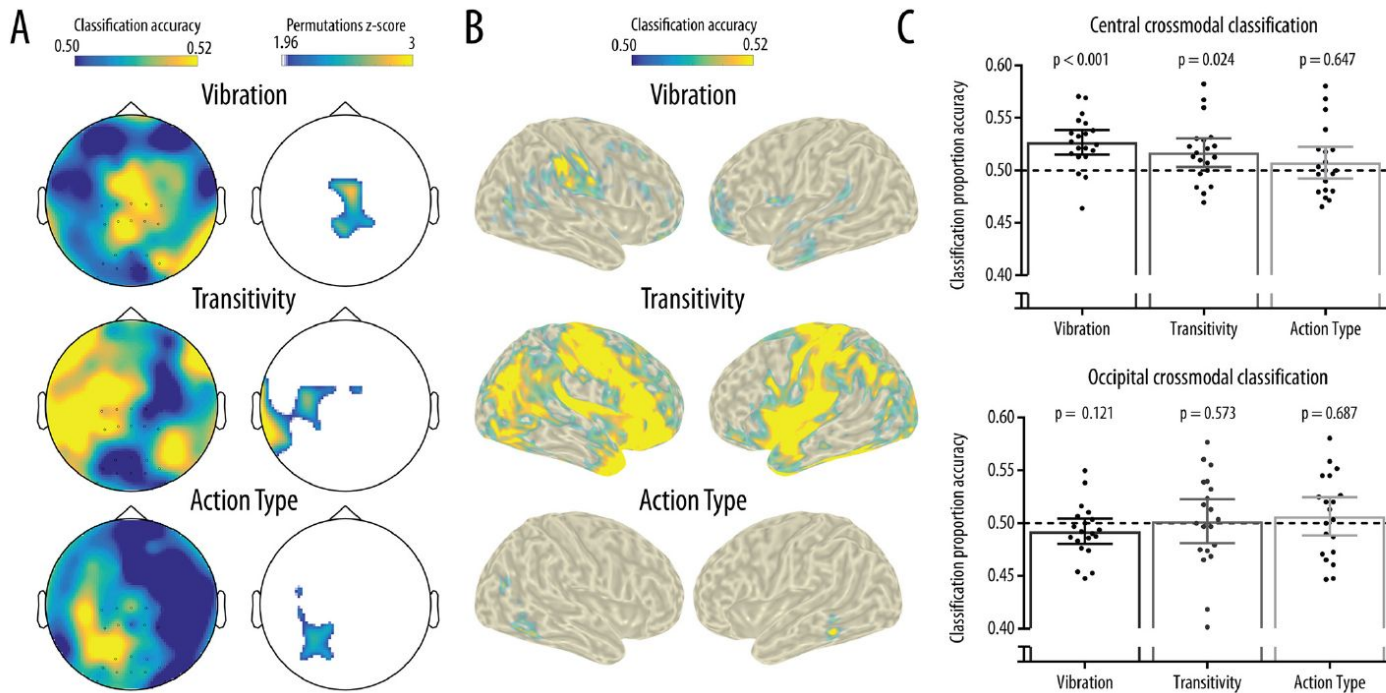 A
Classification accuracy
0.50 0.52
Permutations z-score
1.96 3
Vibration
Transitivity
Action Type
B
Classification accuracy
0.50 0.52
Vibration
Transitivity
Action Type
C
Central crossmodal classification
p < 0.001 p = 0.024 p = 0.647
Classification proportion accuracy
0.60
0.55
0.50
0.45
0.40
Vibration Transitivity Action Type
Occipital crossmodal classification
p = 0.121 p = 0.573 p = 0.687
Classification proportion accuracy
0.60
0.55
0.50
0.45
0.40
Vibration Transitivity Action Type